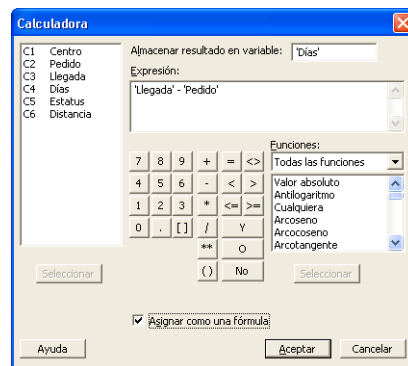 Calculadora
C1 Centro
C2 Pedido
C3 Llegada
C4 Días
C5 Estatus
C6 Distancia
Almacenar resultado en variable: 'Días'
Expresión:
'Llegada' - 'Pedido'
Funciones:
Todas las funciones
Valor absoluto
Antilogaritmo
Cualquiera
Arcoseno
Arcocoseno
Arcotangente
7 8 9 + = <>
4 5 6 - < >
1 2 3 * <= >=
0 . [] / Y
** O
() No
Seleccionar
Seleccionar
Asignar como una fórmula
Ayuda
Aceptar
Cancelar